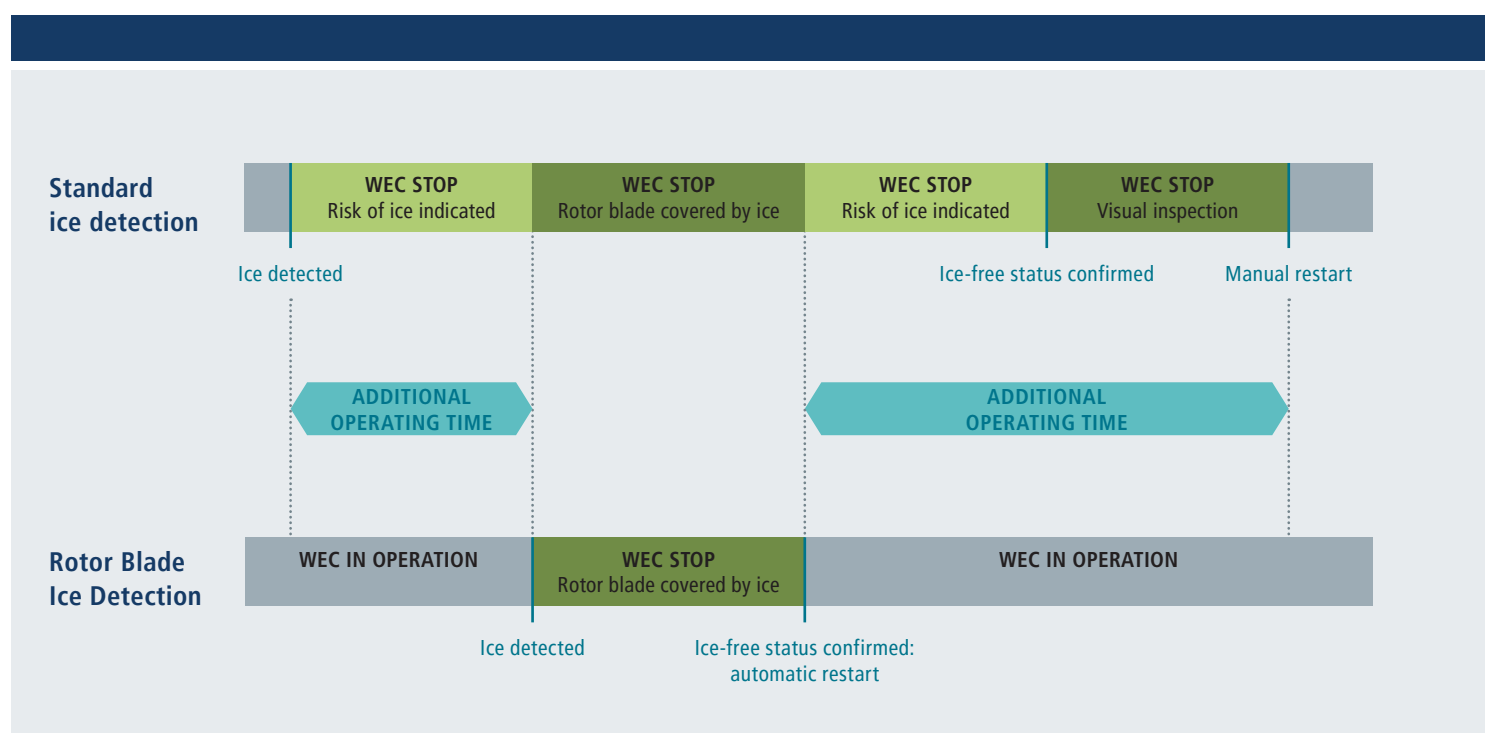 Standard
ice detection
WEC STOP
Risk of ice indicated
WEC STOP
Rotor blade covered by ice
WEC STOP
Risk of ice indicated
WEC STOP
Visual inspection
Ice detected
Ice-free status confirmed
Manual restart
ADDITIONAL
OPERATING TIME
ADDITIONAL
OPERATING TIME
Rotor Blade
Ice Detection
WEC IN OPERATION
WEC STOP
Rotor blade covered by ice
WEC IN OPERATION
Ice detected
Ice-free status confirmed:
automatic restart